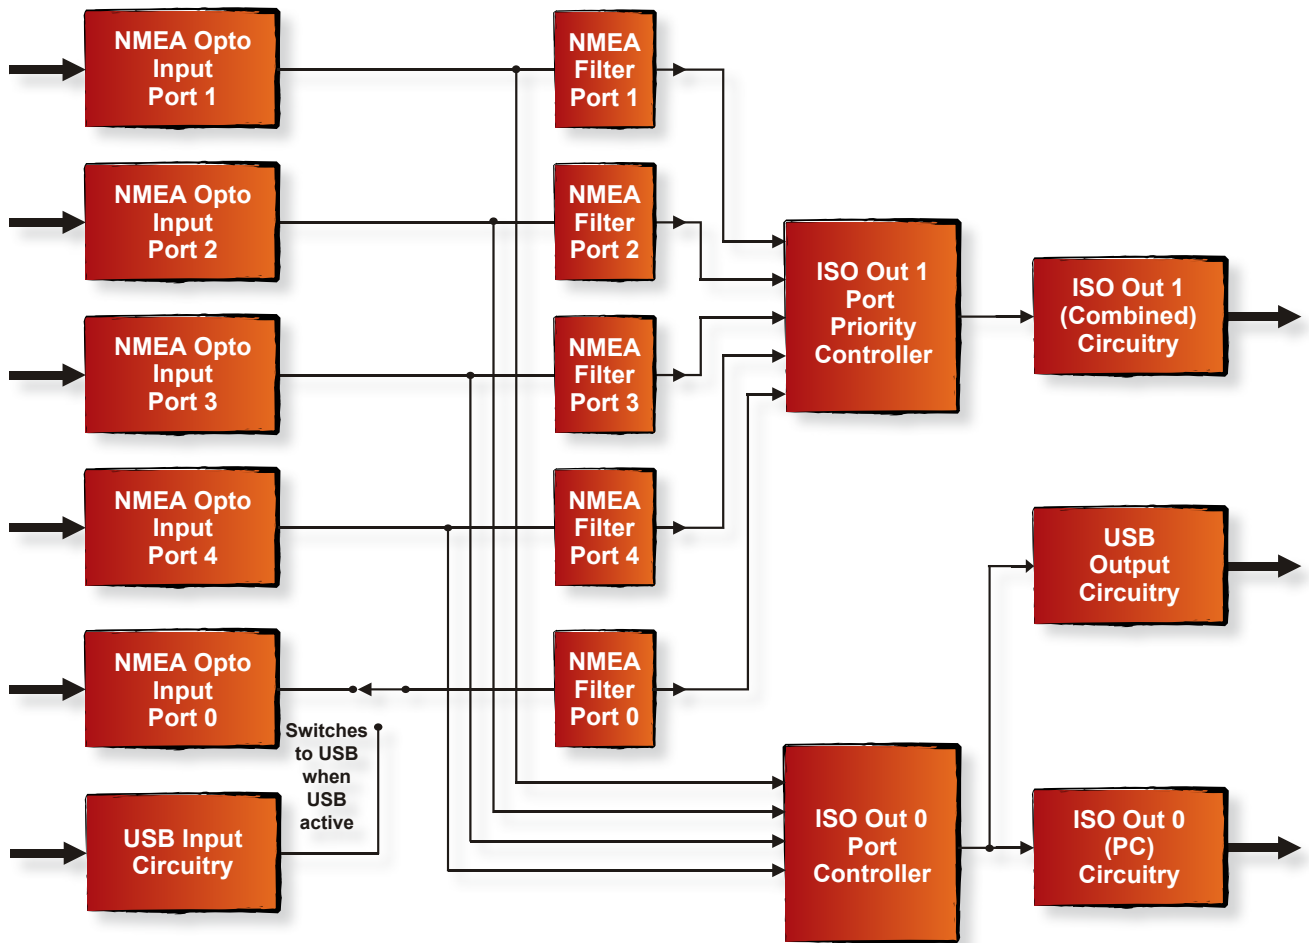 NMEA Opto
Input
Port 1
NMEA
Filter
Port 1
NMEA Opto
Input
Port 2
NMEA
Filter
Port 2
ISO Out 1
Port
Priority
Controller
ISO Out 1
(Combined)
Circuitry
NMEA Opto
Input
Port 3
NMEA
Filter
Port 3
NMEA Opto
Input
Port 4
NMEA
Filter
Port 4
USB
Output
Circuitry
NMEA Opto
Input
Port 0
NMEA
Filter
Port 0
Switches
to USB
when
USB
active
USB Input
Circuitry
ISO Out 0
Port
Controller
ISO Out 0
(PC)
Circuitry